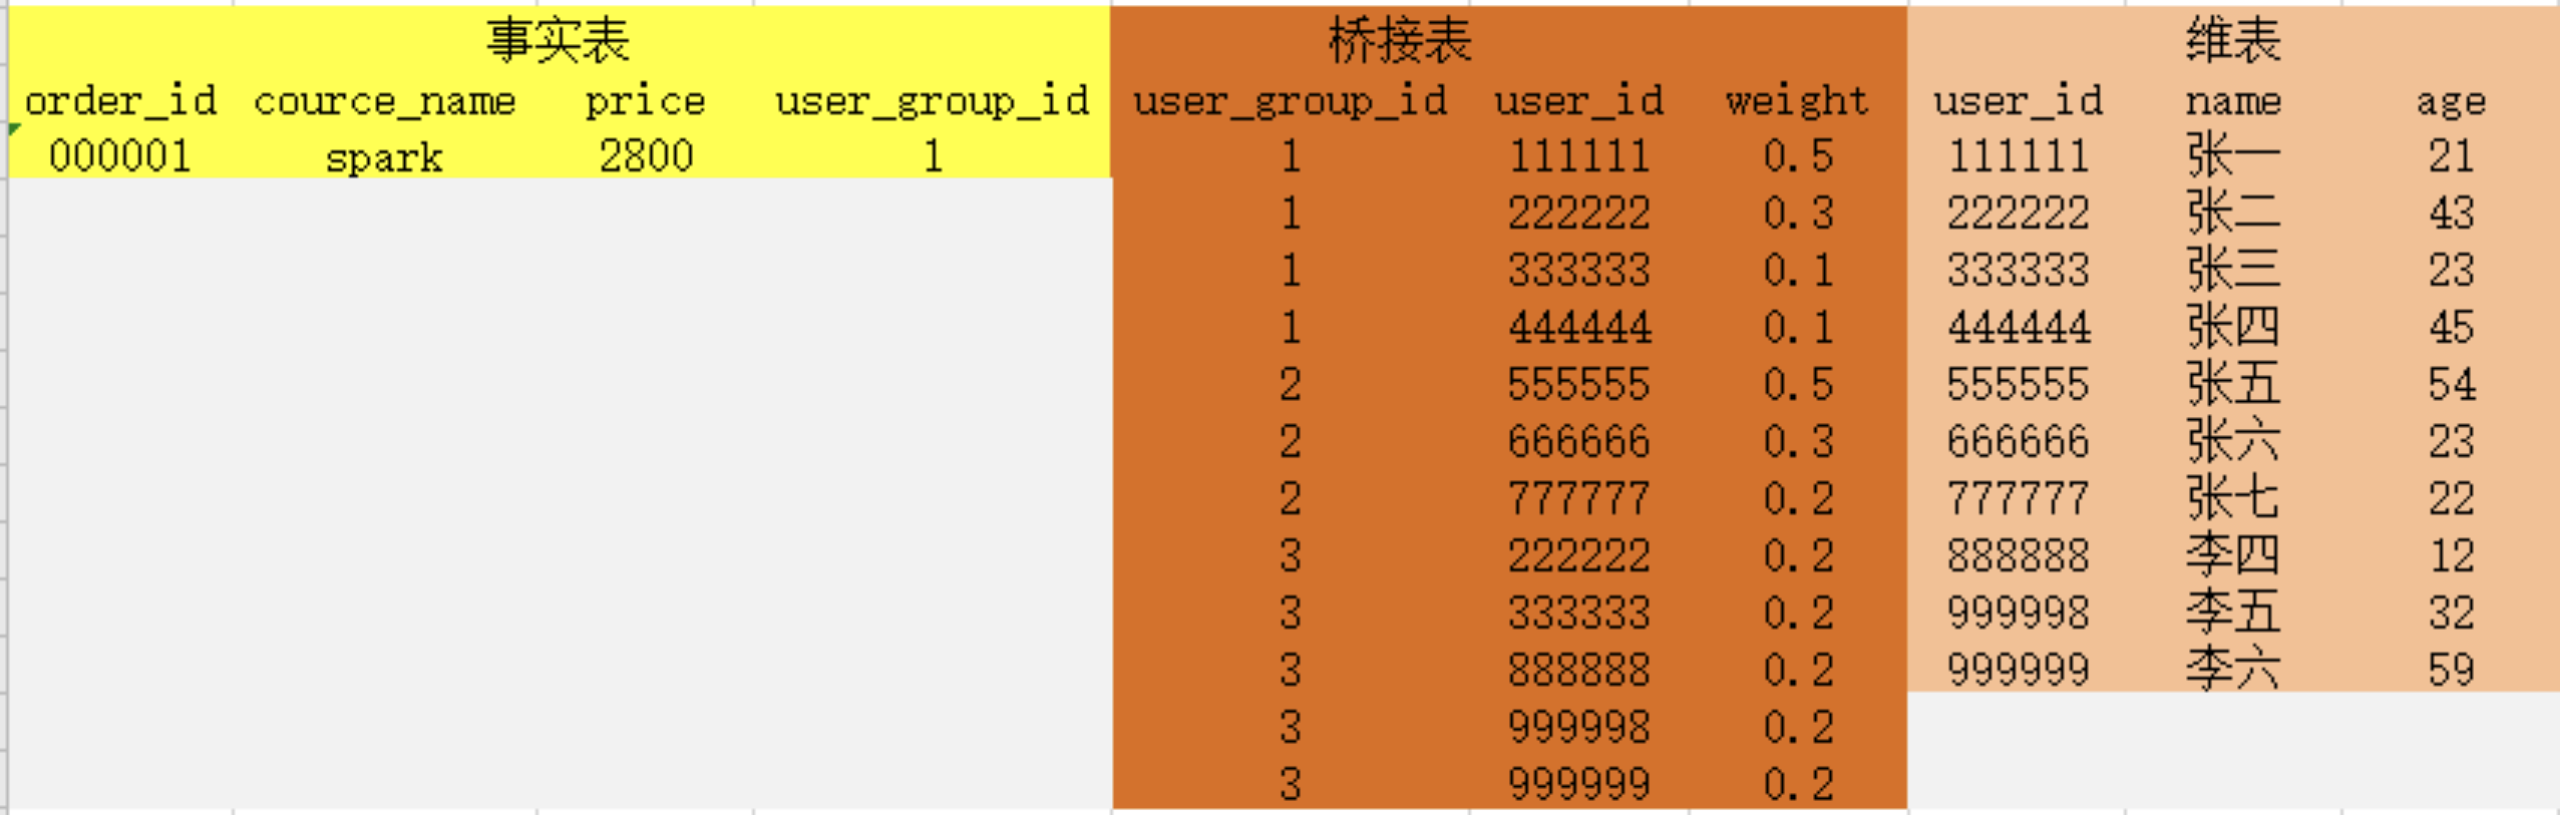 事实表 桥接表 维表
order_id cource_name price user_group_id user_group_id user_id weight user_id name age
000001 spark 2800 1 1 111111 0.5 111111 张一 21
1 222222 0.3 222222 张二 43
1 333333 0.1 333333 张三 23
1 444444 0.1 444444 张四 45
2 555555 0.5 555555 张五 54
2 666666 0.3 666666 张六 23
2 777777 0.2 777777 张七 22
3 222222 0.2 888888 李四 12
3 333333 0.2 999998 李五 32
3 888888 0.2 999999 李六 59
3 999998 0.2
3 999999 0.2